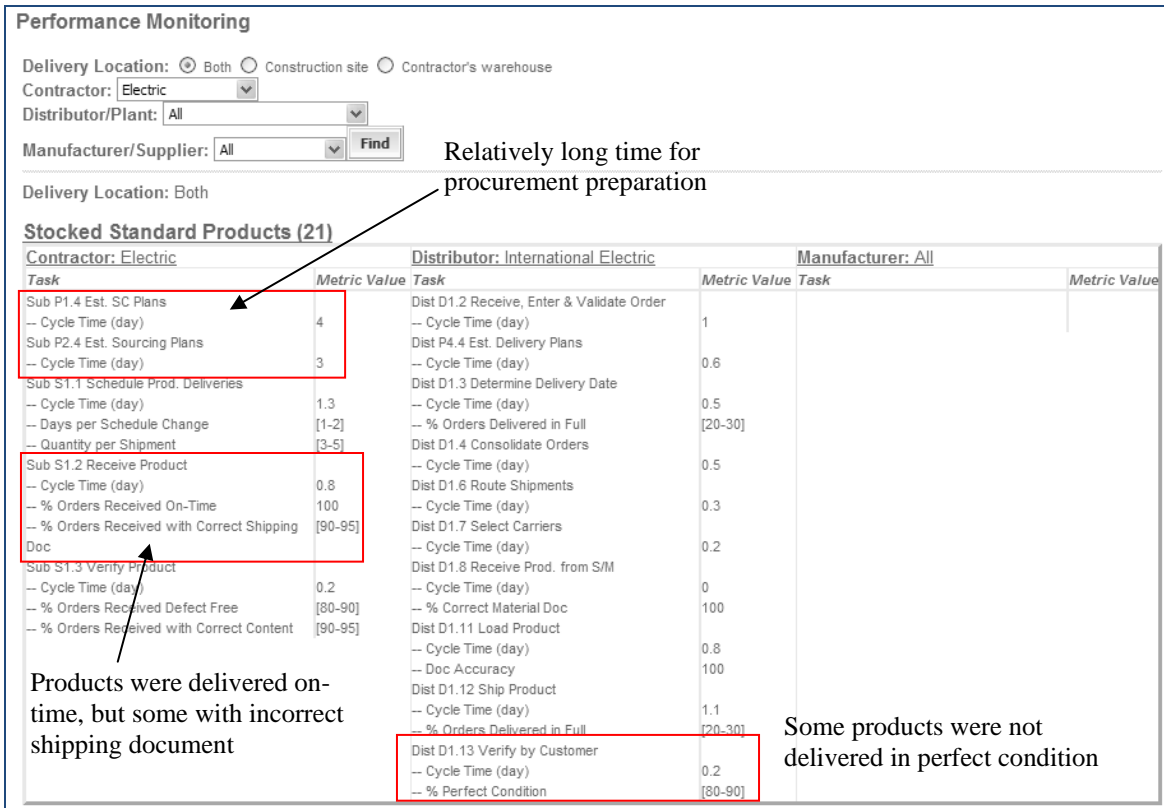 Performance Monitoring
Delivery Location: Both Construction site Contractor's warehouse
Contractor: Electric
Distributor/Plant: All
Manufacturer/Supplier: All Find
Relatively long time for
procurement preparation
Delivery Location: Both
Stocked Standard Products (21)
Contractor: Electric Distributor: International Electric Manufacturer: All
Task Metric Value Task Metric Value Task Metric Value
Sub P1.4 Est. SC Plans Dist D1.2 Receive, Enter & Validate Order
-- Cycle Time (day) 4 -- Cycle Time (day) 1
Sub P2.4 Est. Sourcing Plans Dist P4.4 Est. Delivery Plans
-- Cycle Time (day) 3 -- Cycle Time (day) 0.6
Sub S1.1 Schedule Prod. Deliveries Dist D1.3 Determine Delivery Date
-- Cycle Time (day) 1.3 -- Cycle Time (day) 0.5
-- Days per Schedule Change [1-2] -- % Orders Delivered in Full [20-30]
-- Quantity per Shipment [3-5] Dist D1.4 Consolidate Orders
Sub S1.2 Receive Product -- Cycle Time (day) 0.5
-- Cycle Time (day) 0.8 Dist D1.6 Route Shipments
-- % Orders Received On-Time 100 -- Cycle Time (day) 0.3
-- % Orders Received with Correct Shipping [90-95] Dist D1.7 Select Carriers
Doc -- Cycle Time (day) 0.2
Sub S1.3 Verify Product Dist D1.8 Receive Prod. from S/M
-- Cycle Time (day) 0.2 -- Cycle Time (day) 0
-- % Orders Received Defect Free [80-90] -- % Correct Material Doc 100
-- % Orders Received with Correct Content [90-95] Dist D1.11 Load Product
-- Cycle Time (day) 0.8
-- Doc Accuracy 100
Dist D1.12 Ship Product
-- Cycle Time (day) 1.1
-- % Orders Delivered in Full [20-30]
Dist D1.13 Verify by Customer
-- Cycle Time (day) 0.2
-- % Perfect Condition [80-90]
Products were delivered on-
time, but some with incorrect
shipping document
Some products were not
delivered in perfect condition